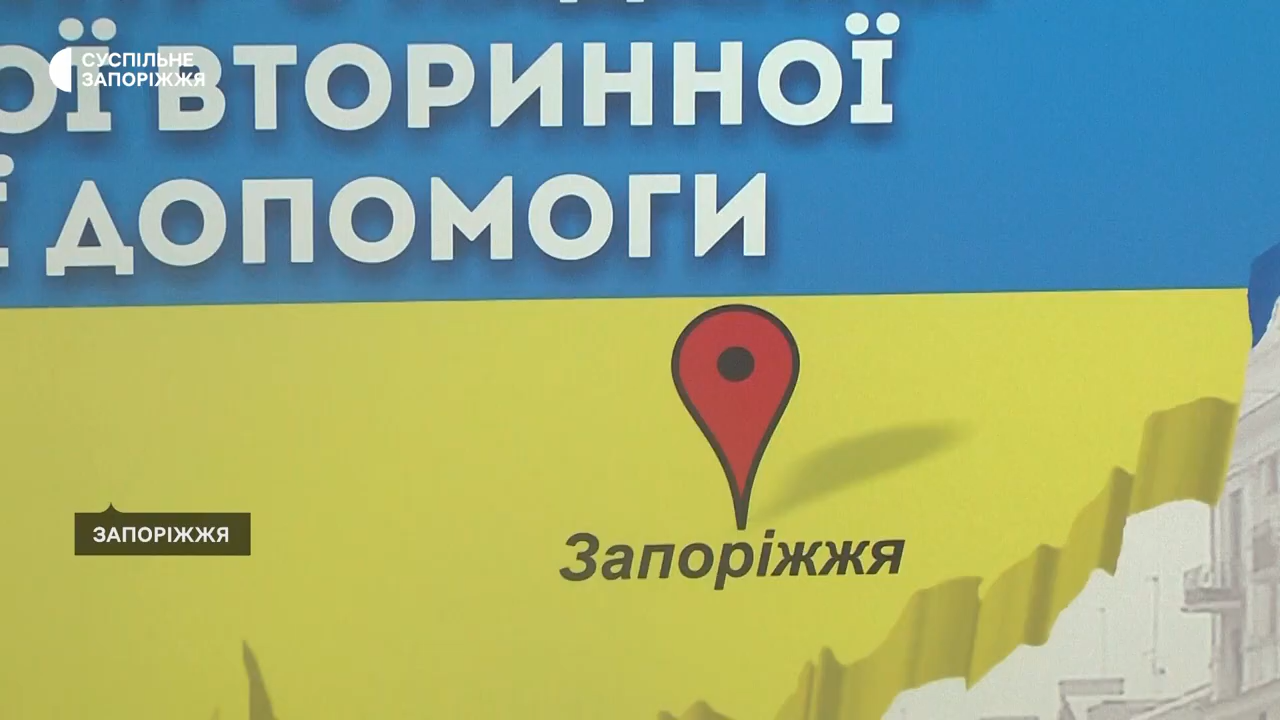 СУСПІЛЬНЕ
ЗАПОРІЖЖЯ
ВТОРИННОЇ
ДОПОМОГИ
Запоріжжя
ЗАПОРІЖЖЯ